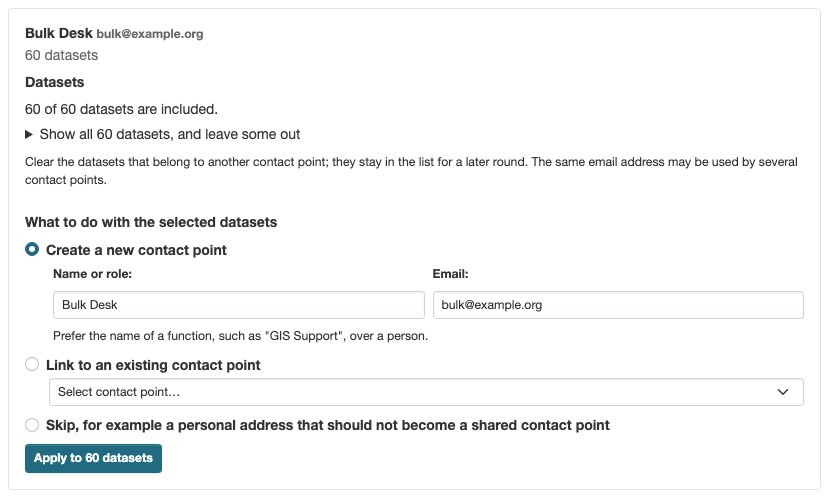 Bulk Desk bulk@example.org
60 datasets
Datasets
60 of 60 datasets are included.
Show all 60 datasets, and leave some out
Clear the datasets that belong to another contact point; they stay in the list for a later round. The same email address may be used by several
contact points.
What to do with the selected datasets
Create a new contact point
Name or role: Email:
Bulk Desk bulk@example.org
Prefer the name of a function, such as "GIS Support", over a person.
Link to an existing contact point
Select contact point...
Skip, for example a personal address that should not become a shared contact point
Apply to 60 datasets